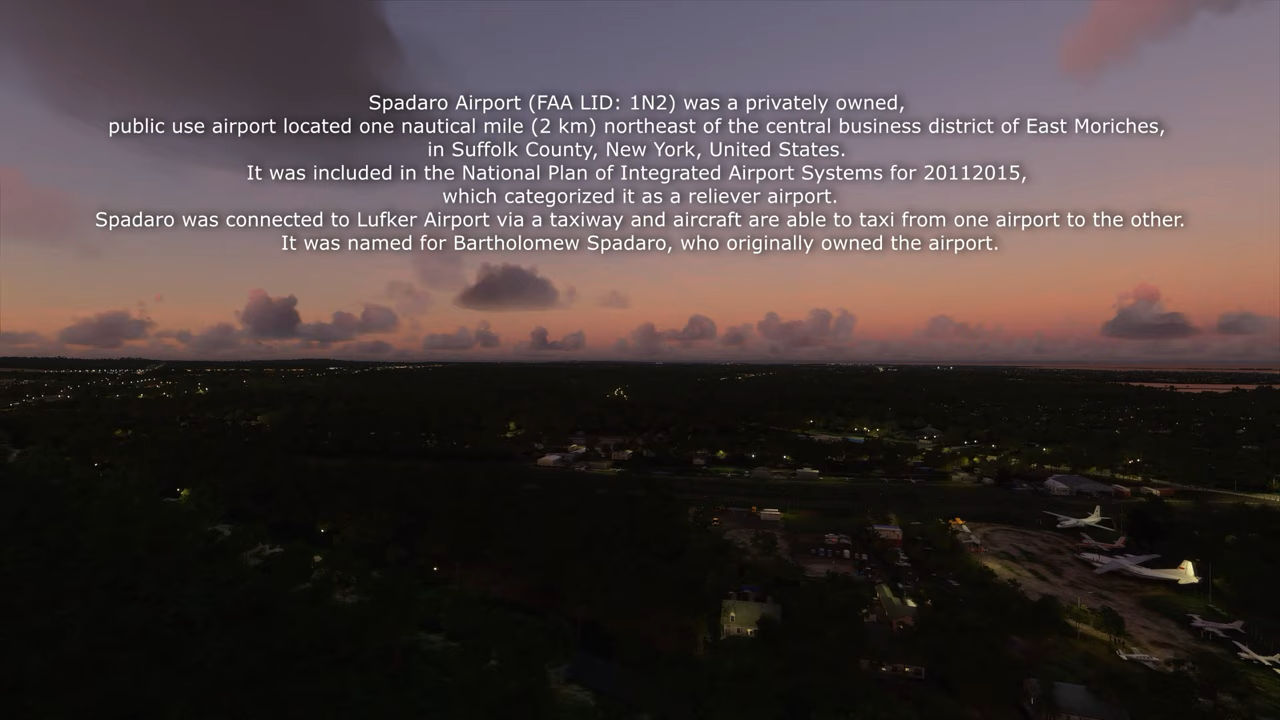 Spadaro Airport (FAA LID: 1N2) was a privately owned,
public use airport located one nautical mile (2 km) northeast of the central business district of East Moriches,
in Suffolk County, New York, United States.
It was included in the National Plan of Integrated Airport Systems for 20112015,
which categorized it as a reliever airport.
Spadaro was connected to Lufker Airport via a taxiway and aircraft are able to taxi from one airport to the other.
It was named for Bartholomew Spadaro, who originally owned the airport.